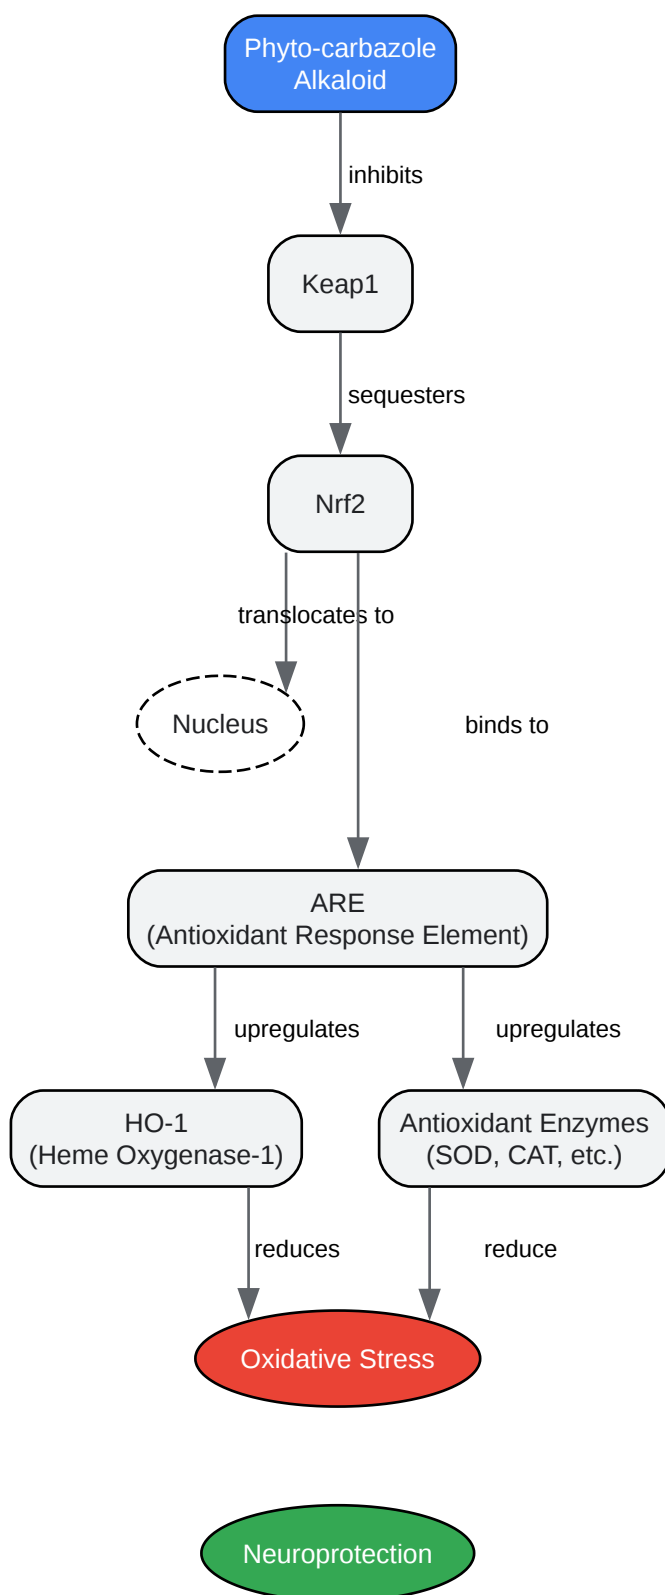 Phyto-carbazole
Alkaloid
inhibits
Keap1
sequesters
Nrf2
translocates to
Nucleus
binds to
ARE
(Antioxidant Response Element)
upregulates
upregulates
HO-1
(Heme Oxygenase-1)
Antioxidant Enzymes
(SOD, CAT, etc.)
reduces
reduce
Oxidative Stress
Neuroprotection